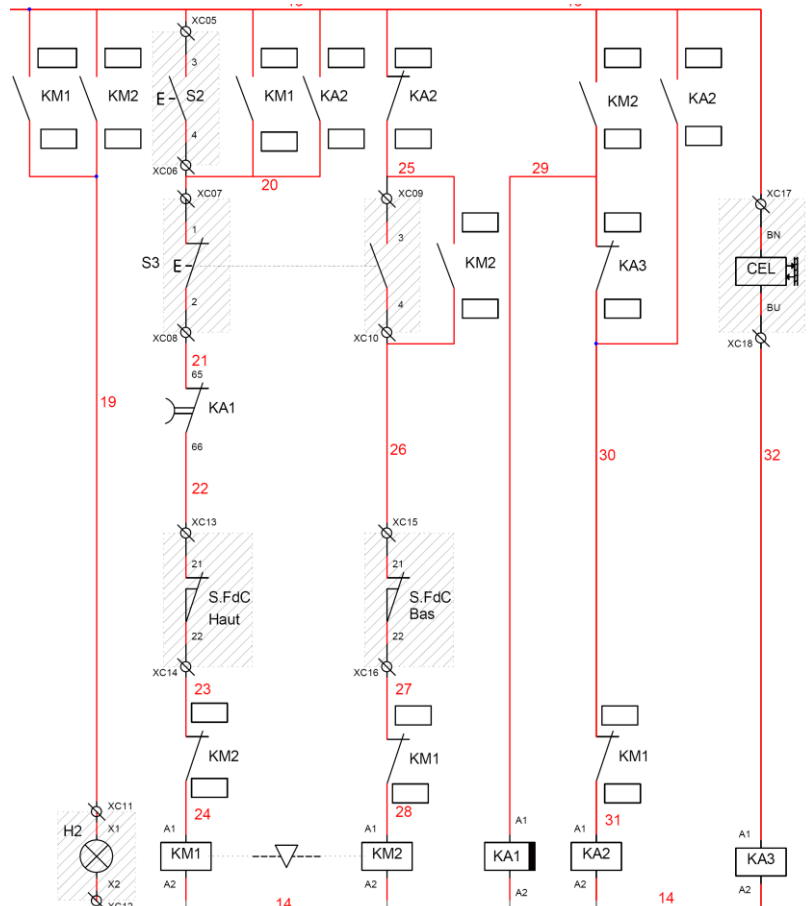 XC05
3
KM1
KM2
E
S2
KM1
KA2
KA2
KM2
KA2
4
XC06
20
25
29
XC07
XC09
XC17
1
3
BN
S3
E
KM2
KA3
CEL
2
4
BU
XC08
XC10
XC18
21
65
KA1
19
66
26
30
32
22
XC13
XC15
21
21
S.FdC
Haut
S.FdC
Bas
22
22
XC14
XC16
23
27
KM2
KM1
KM1
24
28
31
XC11
H2
X1
A1
A1
A1
A1
A1
KM1
KM2
KA1
KA2
KA3
X2
A2
A2
A2
A2
A2
14
14